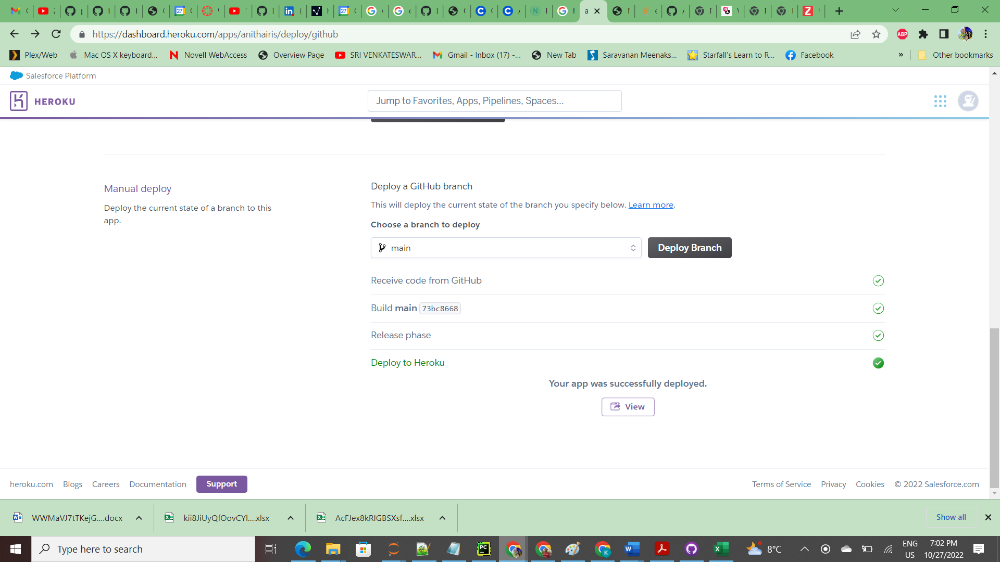 https://dashboard.heroku.com/apps/anithairis/deploy/github
ABP
Plex/Web
Mac OS X keyboard...
Novell WebAccess
Overview Page
SRI VENKATESWAR...
Gmail - Inbox (17) -...
New Tab
Saravanan Meenaks...
Starfall's Learn to R...
Facebook
»
Other bookmarks
Salesforce Platform
HEROKU
Jump to Favorites, Apps, Pipelines, Spaces...
Manual deploy
Deploy the current state of a branch to this
app.
Deploy a GitHub branch
This will deploy the current state of the branch you specify below. Learn more.
Choose a branch to deploy
main
Deploy Branch
Receive code from GitHub
Build main 73bc8668
Release phase
Deploy to Heroku
Your app was successfully deployed.
View
heroku.com
Blogs
Careers
Documentation
Support
Terms of Service
Privacy
Cookies
© 2022 Salesforce.com
WWMaVJ7tTKejG....docx
kii8JiUyQfOovCYl....xlsx
AcFJex8kRIGBSXsf....xlsx
Show all
Type here to search
8°C
ENG
US
7:02 PM
10/27/2022